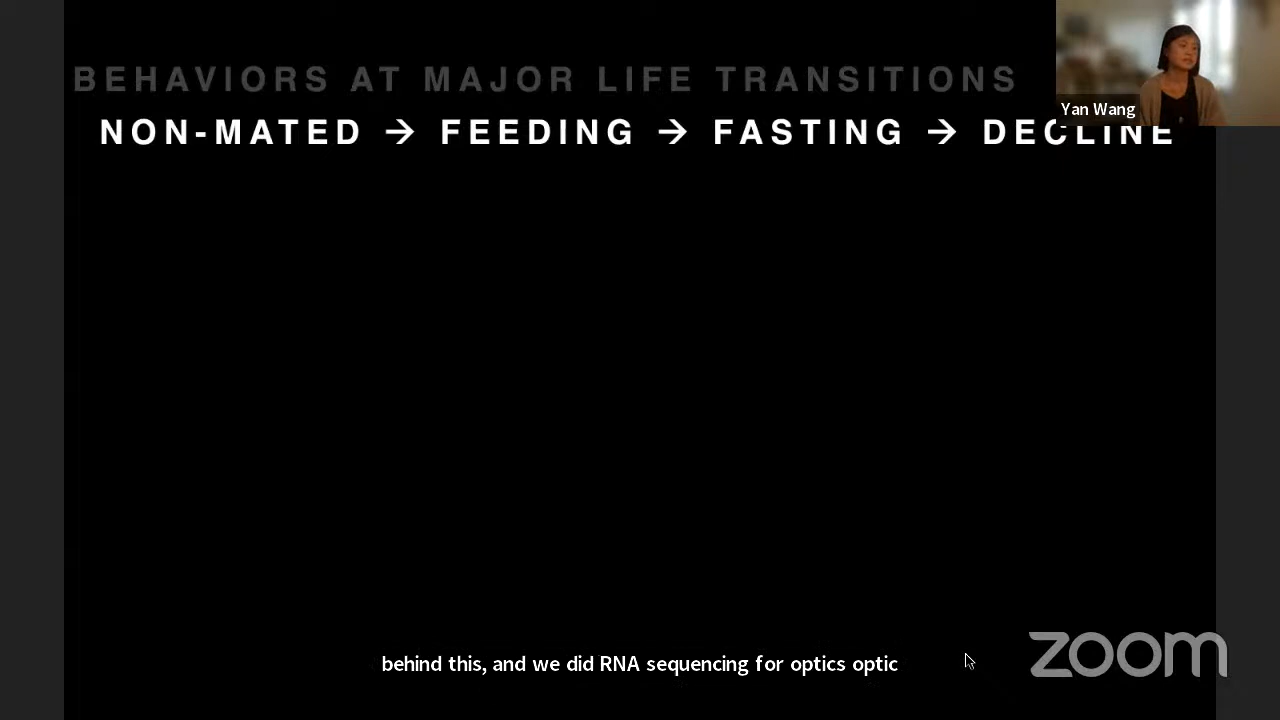 BEHAVIORS AT MAJOR LIFE TRANSITIONS
NON-MATED → FEEDING → FASTING → DECLINE
Yan Wang
behind this, and we did RNA sequencing for optics optic
zoom